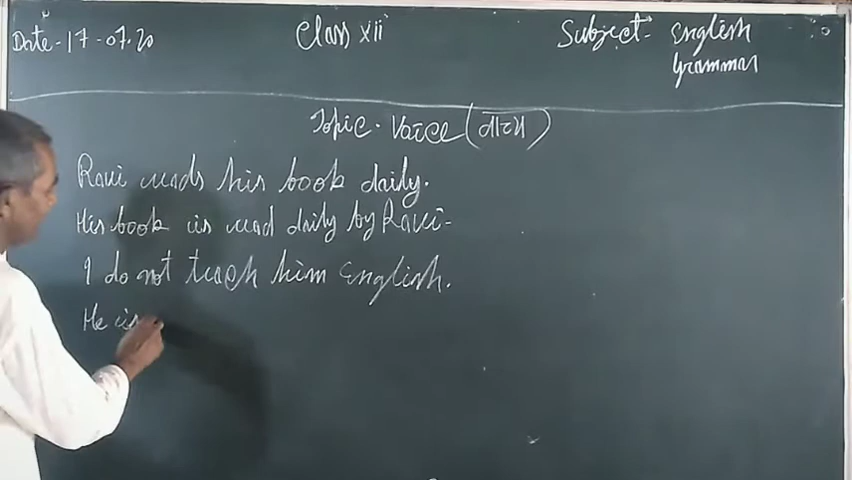 Date-17-07.20
Class xii
Subject- English
Grammar
Topic. Voice (वाच्य)
Ravi reads his book daily.
His book is read daily by Ravi-
I do not teach him English.
He is